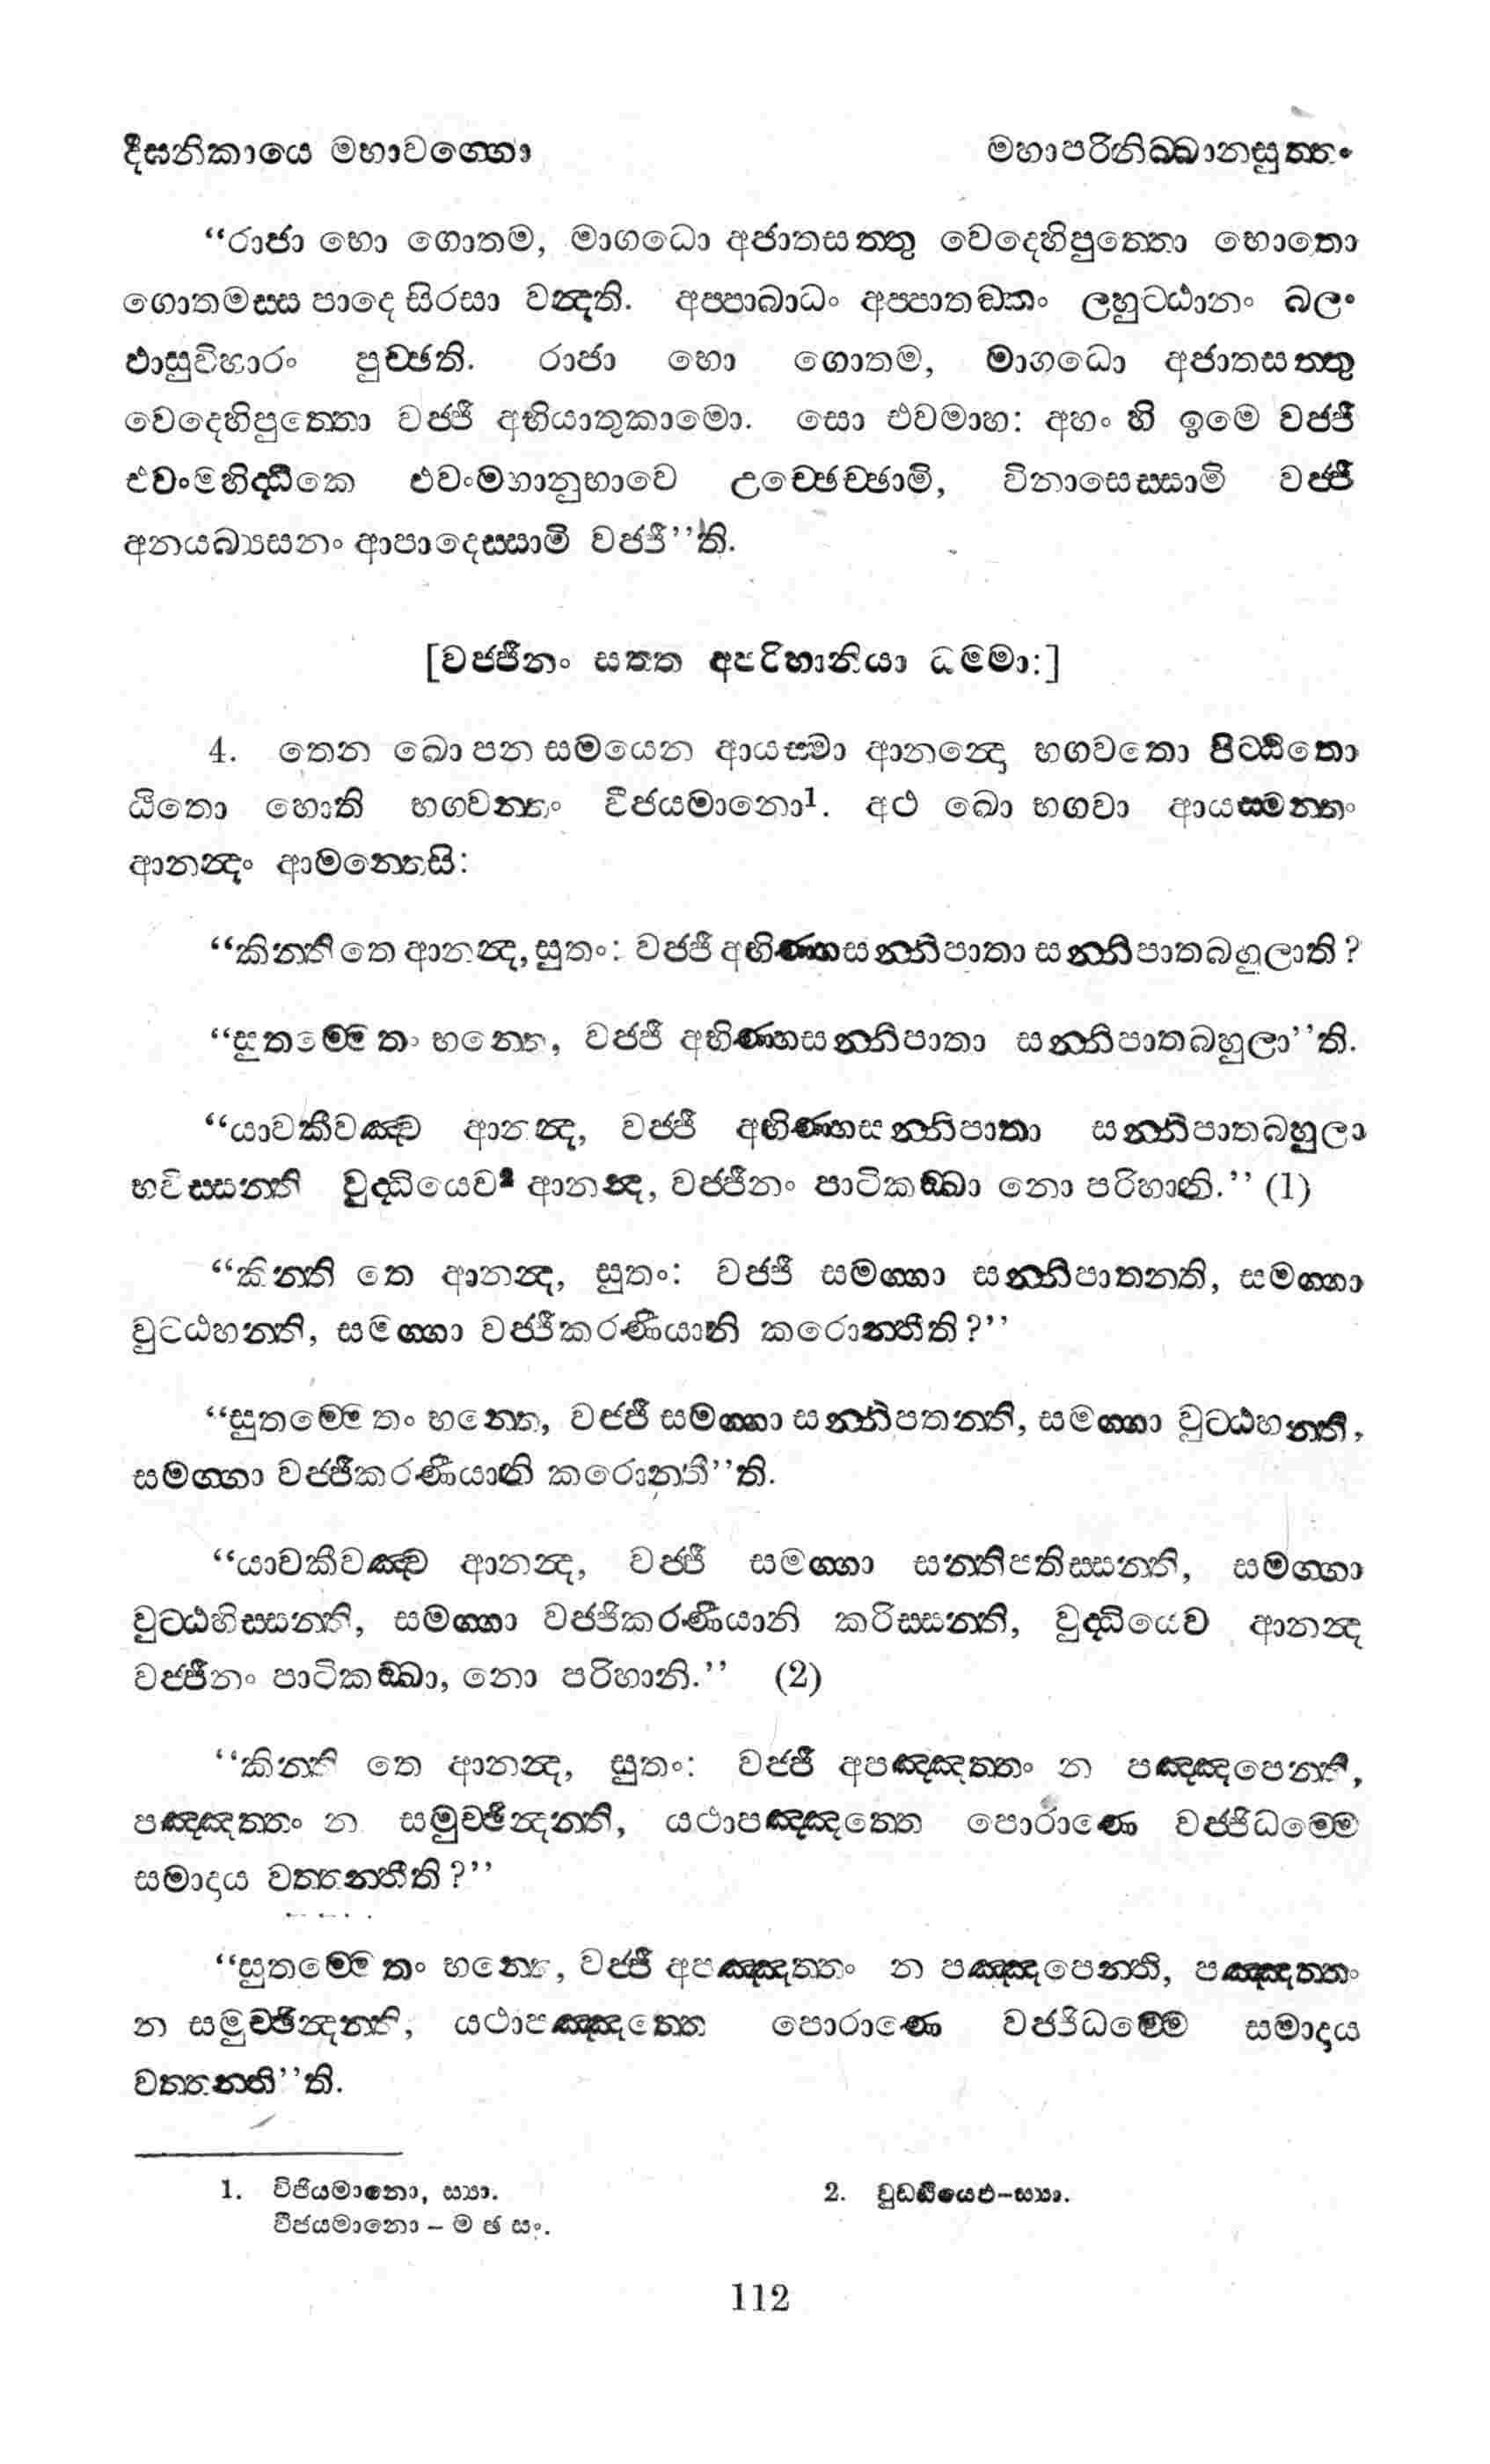 දීඝනිකායෙ මහාවග්ගො මහාපරිනිබ්බානසුත්තං
“රාජා භො ගොතම, මාගධො අජාතසත්තු වෙදෙහිපුත්තො භොතො
ගොතමස්ස පාදෙ සිරසා වන්දති. අප්පාබාධං අප්පාතඞ්කං ලහුට්ඨානං බලං
ඵාසුවිහාරං පුච්ඡති. රාජා භො ගොතම, මාගධො අජාතසත්තු
වෙදෙහිපුත්තො වජ්ජී අභියාතුකාමො. සො එවමාහ: අහං හි ඉමෙ වජ්ජී
එවංමහිද්ධිකෙ එවංමහානුභාවෙ උච්ඡෙච්ඡාමි, විනාසෙස්සාමි වජ්ජී
අනයබ්‍යසනං ආපාදෙස්සාමි වජ්ජී”ති.
[වජ්ජීනං සත්ත අපරිහානියා ධම්මා:]
4. තෙන ඛො පන සමයෙන ආයස්මා ආනන්දො භගවතො පිට්ඨිතො
ඨිතො හොති භගවන්තං වීජයමානො1. අථ ඛො භගවා ආයස්මන්තං
ආනන්දං ආමන්තෙසි:
“කින්ති තෙ ආනන්ද, සුතං: වජ්ජී අභිණ්හසන්නිපාතා සන්නිපාතබහුලාති?
“සුතම්මෙ තං භන්තෙ, වජ්ජී අභිණ්හසන්නිපාතා සන්නිපාතබහුලා”ති.
“යාවකීවඤ්ච ආනන්ද, වජ්ජී අභිණ්හසන්නිපාතා සන්නිපාතබහුලා
භවිස්සන්ති වුද්ධියෙව2 ආනන්ද, වජ්ජීනං පාටිකඞ්ඛා නො පරිහානි.” (1)
“කින්ති තෙ ආනන්ද, සුතං: වජ්ජී සමග්ගා සන්නිපාතන්ති, සමග්ගා
වුට්ඨහන්ති, සමග්ගා වජ්ජීකරණීයානි කරොන්තීති?”
“සුතම්මෙ තං භන්තෙ, වජ්ජී සමග්ගා සන්නිපතන්ති, සමග්ගා වුට්ඨහන්ති,
සමග්ගා වජ්ජීකරණීයානි කරොන්තී”ති.
“යාවකීවඤ්ච ආනන්ද, වජ්ජී සමග්ගා සන්නිපතිස්සන්ති, සමග්ගා
වුට්ඨහිස්සන්ති, සමග්ගා වජ්ජිකරණීයානි කරිස්සන්ති, වුද්ධියෙව ආනන්ද
වජ්ජීනං පාටිකඞ්ඛා, නො පරිහානි.” (2)
“කින්ති තෙ ආනන්ද, සුතං: වජ්ජී අපඤ්ඤත්තං න පඤ්ඤපෙන්ති,
පඤ්ඤත්තං න සමුච්ඡින්දන්ති, යථාපඤ්ඤත්තෙ පොරාණෙ වජ්ජිධම්මෙ
සමාදාය වත්තන්තීති?”
“සුතම්මෙ තං භන්තෙ, වජ්ජී අපඤ්ඤත්තං න පඤ්ඤපෙන්ති, පඤ්ඤත්තං
න සමුච්ඡින්දන්ති, යථාපඤ්ඤත්තෙ පොරාණෙ වජ්ජිධම්මෙ සමාදාය
වත්තන්ති”ති.
1. විජියමානො, ස්‍යා. 2. වුඩ්ඪියෙඑ–ස්‍යා.
වීජයමානො – ම ඡ සං.
112